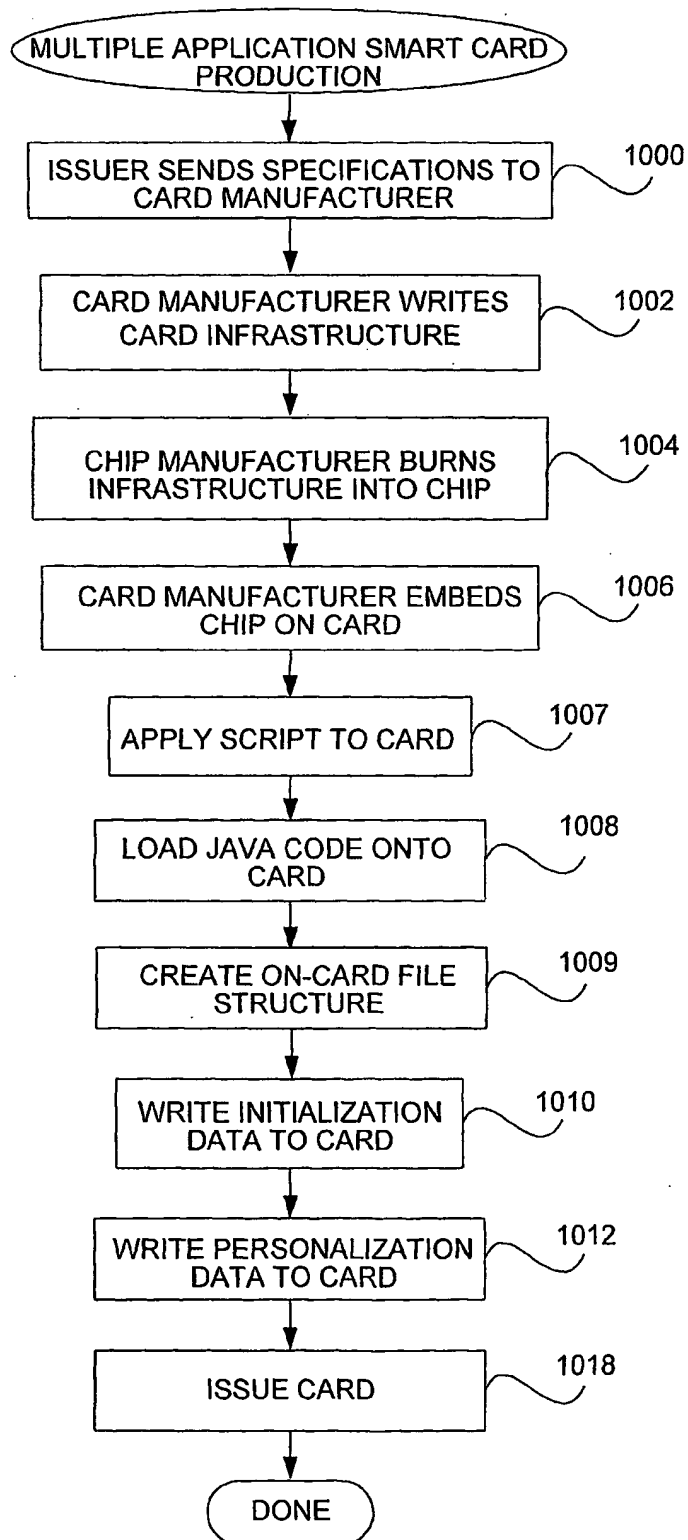 MULTIPLE APPLICATION SMART CARD
PRODUCTION
ISSUER SENDS SPECIFICATIONS TO
CARD MANUFACTURER
1000
CARD MANUFACTURER WRITES
CARD INFRASTRUCTURE
1002
CHIP MANUFACTURER BURNS
INFRASTRUCTURE INTO CHIP
1004
CARD MANUFACTURER EMBEDS
CHIP ON CARD
1006
APPLY SCRIPT TO CARD
1007
LOAD JAVA CODE ONTO
CARD
1008
CREATE ON-CARD FILE
STRUCTURE
1009
WRITE INITIALIZATION
DATA TO CARD
1010
WRITE PERSONALIZATION
DATA TO CARD
1012
ISSUE CARD
1018
DONE